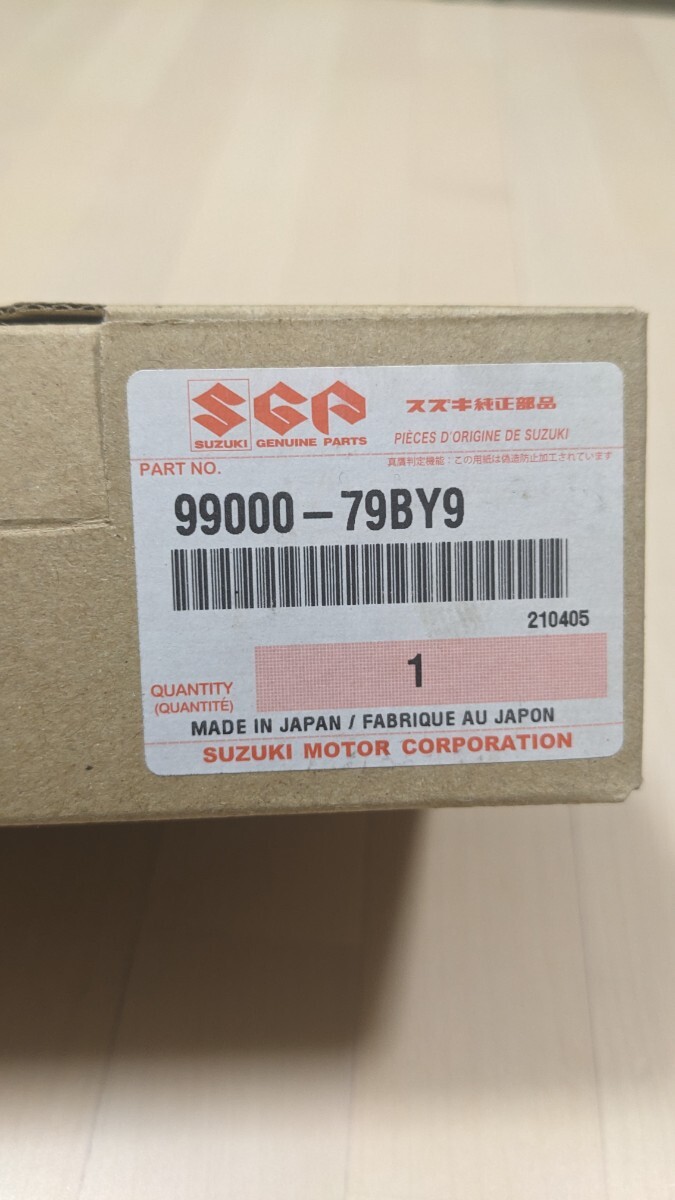 SGP
スズキ純正部品
SUZUKI GENUINE PARTS
PIÈCES D'ORIGINE DE SUZUKI
PART NO.
真贋判定機能：この用紙は偽造防止加工されています
99000-79BY9
210405
1
QUANTITY
(QUANTITÉ)
MADE IN JAPAN / FABRIQUE AU JAPON
SUZUKI MOTOR CORPORATION